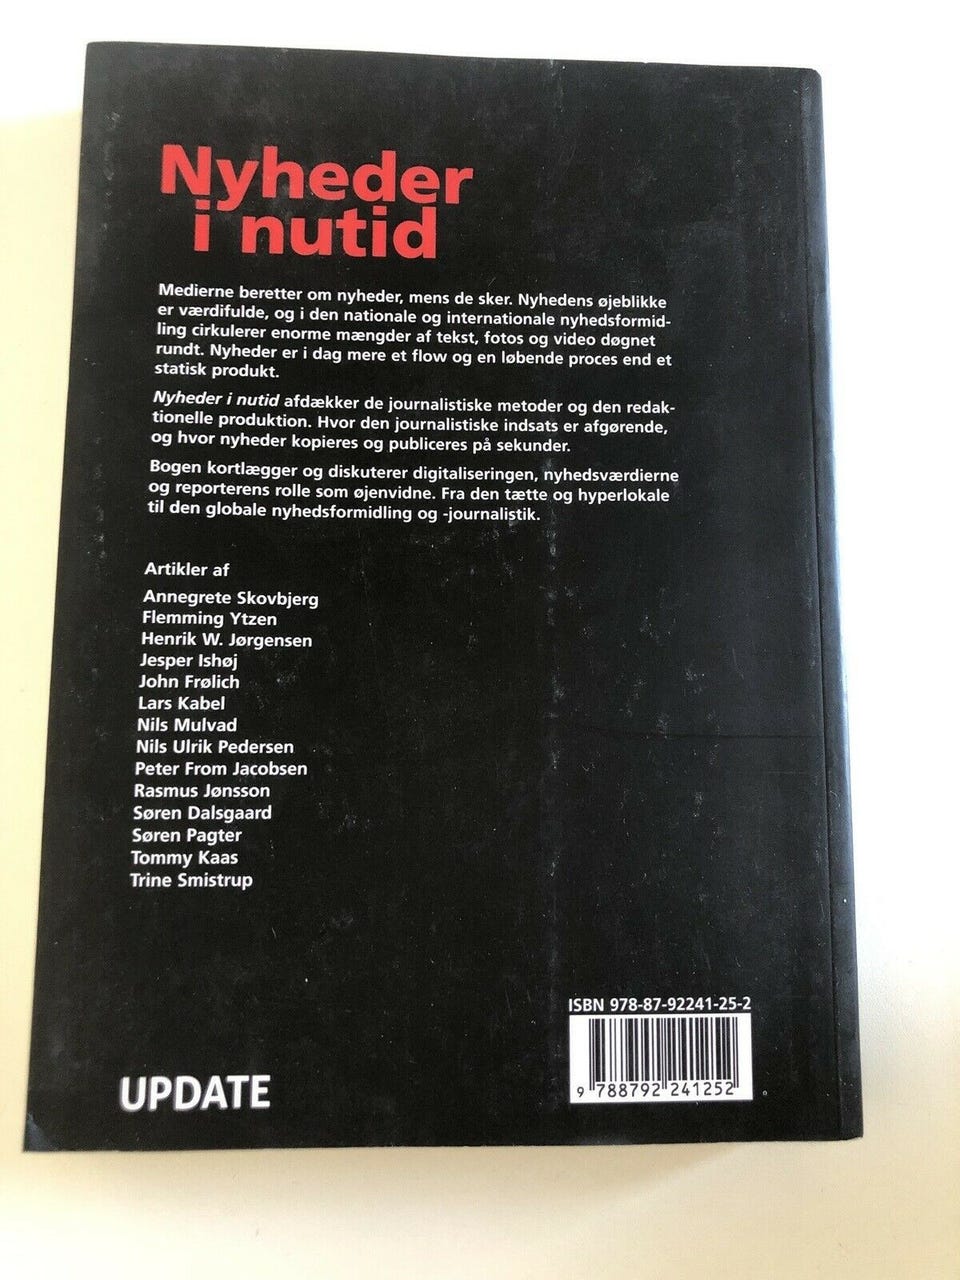 Nyheder
i nutid
Medierne beretter om nyheder, mens de sker. Nyhedens øjeblikke
er værdifulde, og i den nationale og internationale nyhedsformid-
ling cirkulerer enorme mængder af tekst, fotos og video døgnet
rundt. Nyheder er i dag mere et flow og en løbende proces end et
statisk produkt.
Nyheder i nutid afdækker de journalistiske metoder og den redak-
tionelle produktion. Hvor den journalistiske indsats er afgørende,
og hvor nyheder kopieres og publiceres på sekunder.
Bogen kortlægger og diskuterer digitaliseringen, nyhedsværdierne
og reporterens rolle som øjenvidne. Fra den tætte og hyperlokale
til den globale nyhedsformidling og -journalistik.
Artikler af
Annegrete Skovbjerg
Flemming Ytzen
Henrik W. Jørgensen
Jesper Ishøj
John Frølich
Lars Kabel
Nils Mulvad
Nils Ulrik Pedersen
Peter From Jacobsen
Rasmus Jønsson
Søren Dalsgaard
Søren Pagter
Tommy Kaas
Trine Smistrup
ISBN 978-87-92241-25-2
9 788792 241252
UPDATE